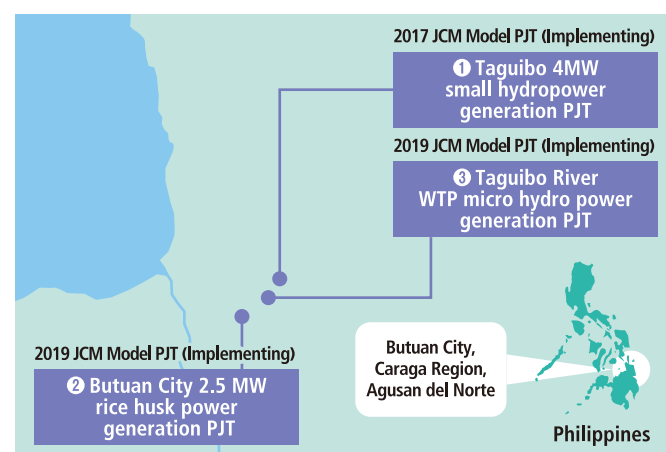 2017 JCM Model PJT (Implementing)
❶ Taguibo 4MW
small hydropower
generation PJT
2019 JCM Model PJT (Implementing)
❸ Taguibo River
WTP micro hydro power
generation PJT
2019 JCM Model PJT (Implementing)
❷ Butuan City 2.5 MW
rice husk power
generation PJT
Butuan City,
Caraga Region,
Agusan del Norte
Philippines